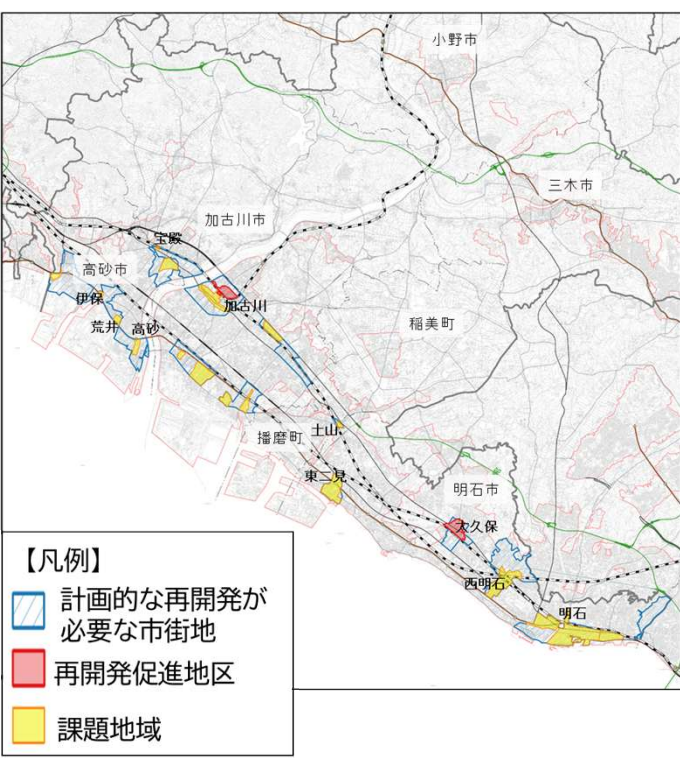 小野市
三木市
加古川市
宝殿
高砂市
加古川
伊保
稲美町
荒井
高砂
土山
播磨町
東二見
明石市
大久保
西明石
明石
【凡例】
計画的な再開発が
必要な市街地
再開発促進地区
課題地域